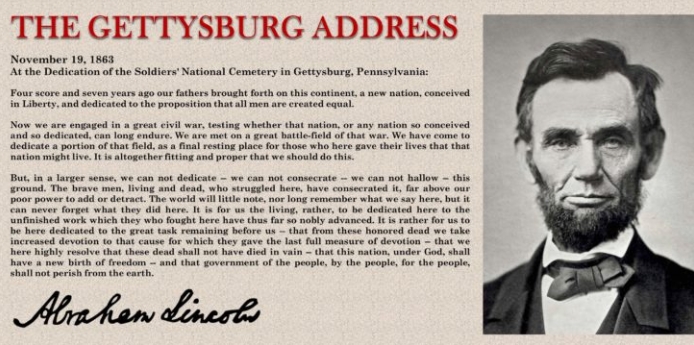 THE GETTYSBURG ADDRESS
November 19, 1863
At the Dedication of the Soldiers' National Cemetery in Gettysburg, Pennsylvania:
Four score and seven years ago our fathers brought forth on this continent, a new nation, conceived
in Liberty, and dedicated to the proposition that all men are created equal.
Now we are engaged in a great civil war, testing whether that nation, or any nation so conceived
and so dedicated, can long endure. We are met on a great battle-field of that war. We have come to
dedicate a portion of that field, as a final resting place for those who here gave their lives that that
nation might live. It is altogether fitting and proper that we should do this.
But, in a larger sense, we can not dedicate – we can not consecrate – we can not hallow – this
ground. The brave men, living and dead, who struggled here, have consecrated it, far above our
poor power to add or detract. The world will little note, nor long remember what we say here, but it
can never forget what they did here. It is for us the living, rather, to be dedicated here to the
unfinished work which they who fought here have thus far so nobly advanced. It is rather for us to
be here dedicated to the great task remaining before us – that from these honored dead we take
increased devotion to that cause for which they gave the last full measure of devotion – that we
here highly resolve that these dead shall not have died in vain – that this nation, under God, shall
have a new birth of freedom – and that government of the people, by the people, for the people,
shall not perish from the earth.
Abraham Lincoln